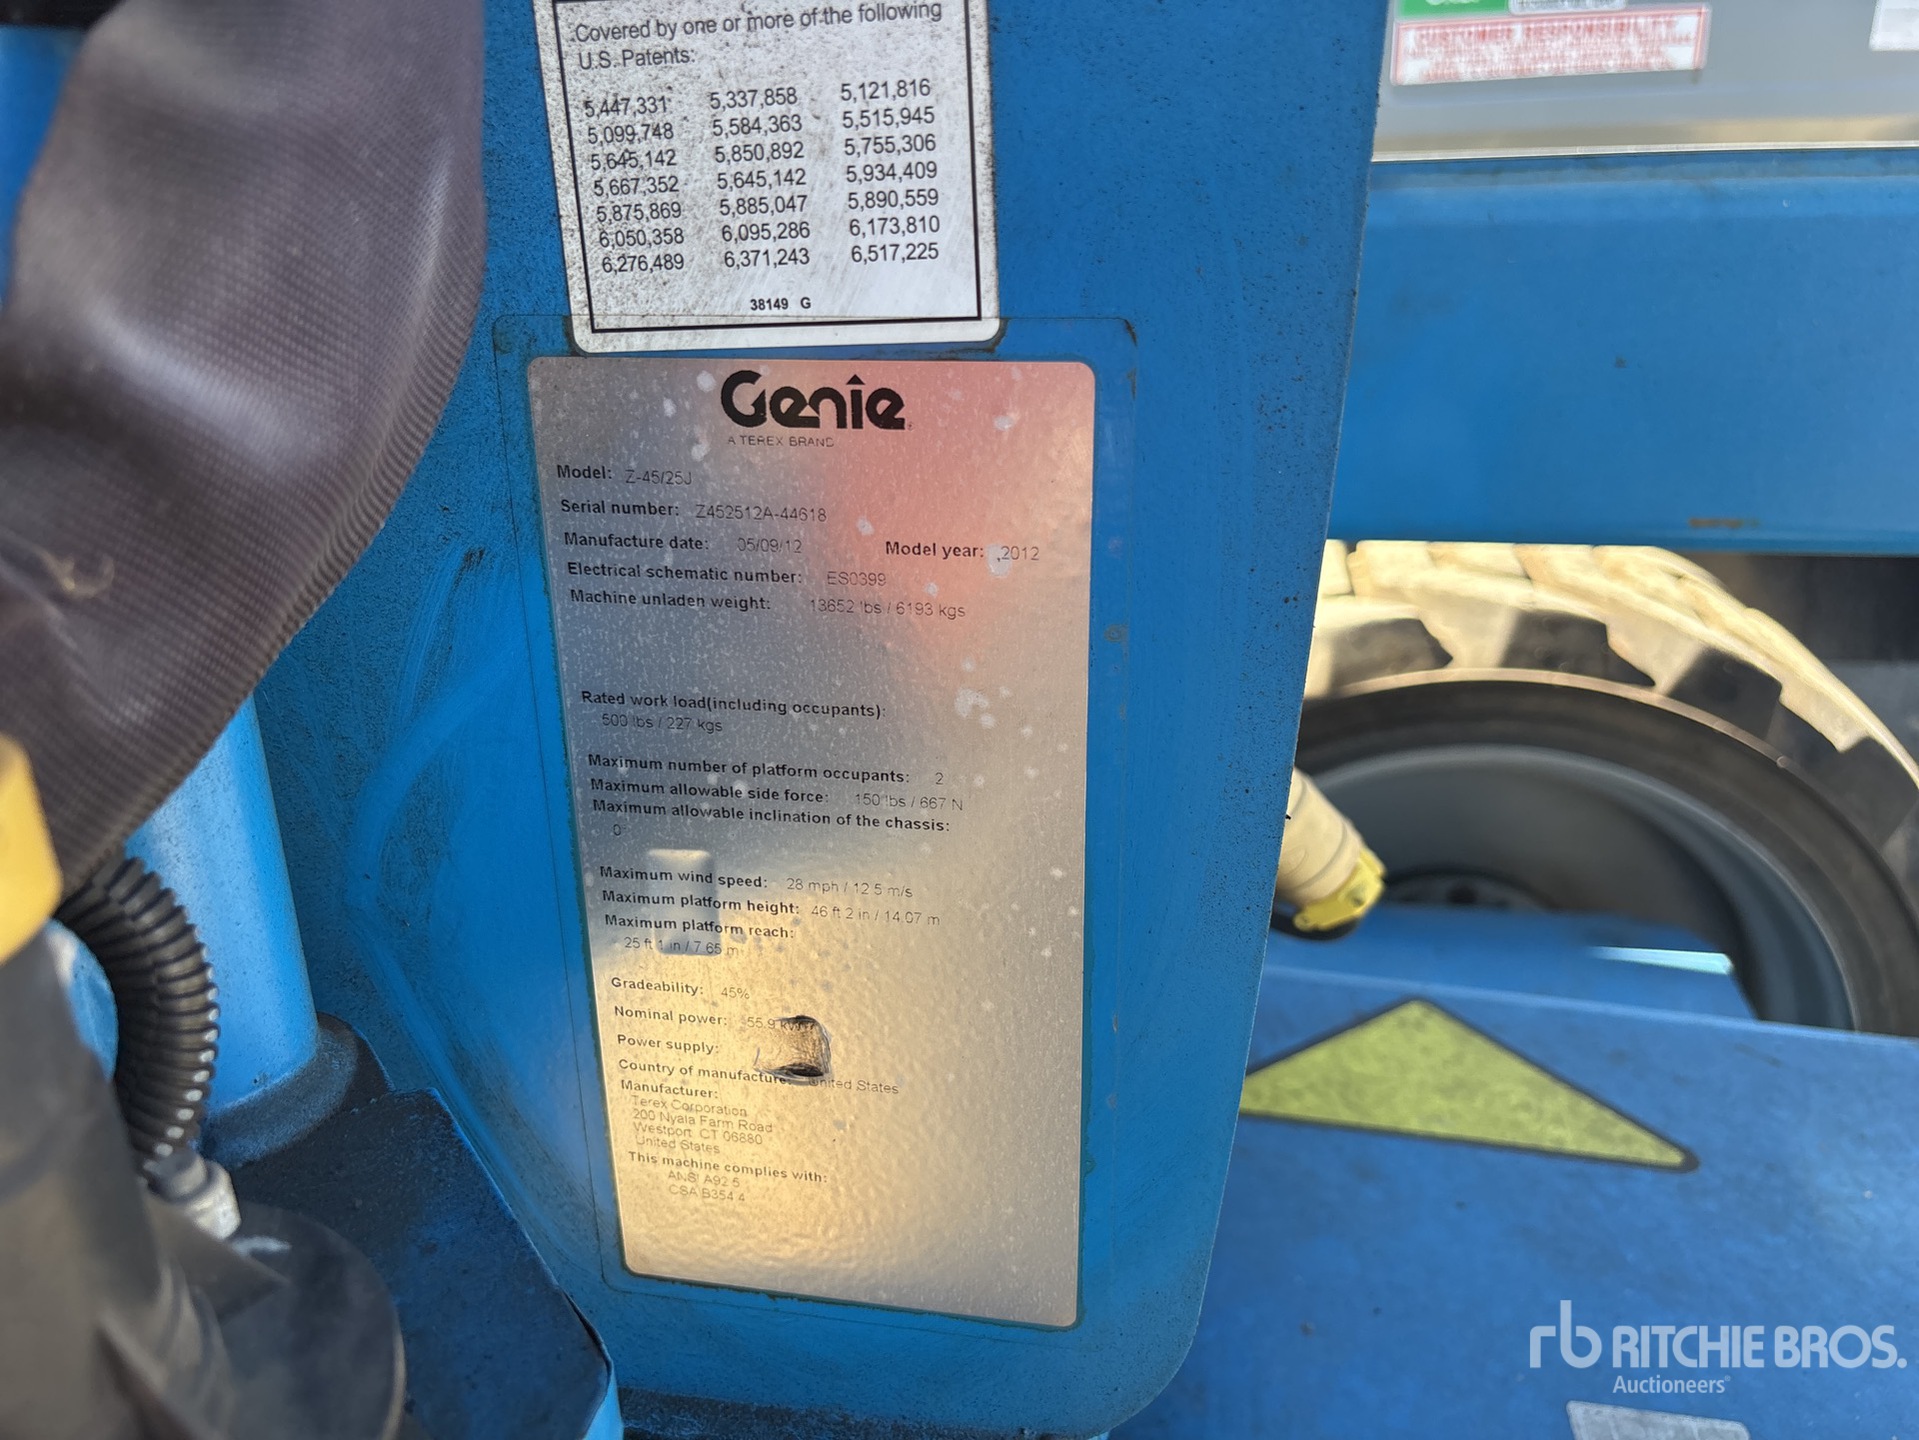 Covered by one or more of the following
U.S. Patents:
5,447,331 5,337,858 5,121,816
5,099,748 5,584,363 5,515,945
5,645,142 5,850,892 5,755,306
5,667,352 5,645,142 5,934,409
5,875,869 5,885,047 5,890,559
6,050,358 6,095,286 6,173,810
6,276,489 6,371,243 6,517,225
38149 G
CUSTOMER RESPONSIBILITY
Genie
A TEREX BRAND
Model: Z-45/25J
Serial number: Z452512A-44618
Manufacture date: 05/09/12 Model year: 2012
Electrical schematic number: ES0399
Machine unladen weight: 13652 lbs / 6193 kgs
Rated work load(including occupants):
500 lbs / 227 kgs
Maximum number of platform occupants: 2
Maximum allowable side force: 150 lbs / 667 N
Maximum allowable inclination of the chassis:
0
Maximum wind speed: 28 mph / 12.5 m/s
Maximum platform height: 46 ft 2 in / 14.07 m
Maximum platform reach:
25 ft 1 in / 7.65 m
Gradeability: 45%
Nominal power: 55.9
Power supply:
Country of manufacture: United States
Manufacturer:
Terex Corporation
200 Nyala Farm Road
Westport CT 06880
United States
This machine complies with:
ANSI A92.5
CSA B354.4
rb RITCHIE BROS.
Auctioneers